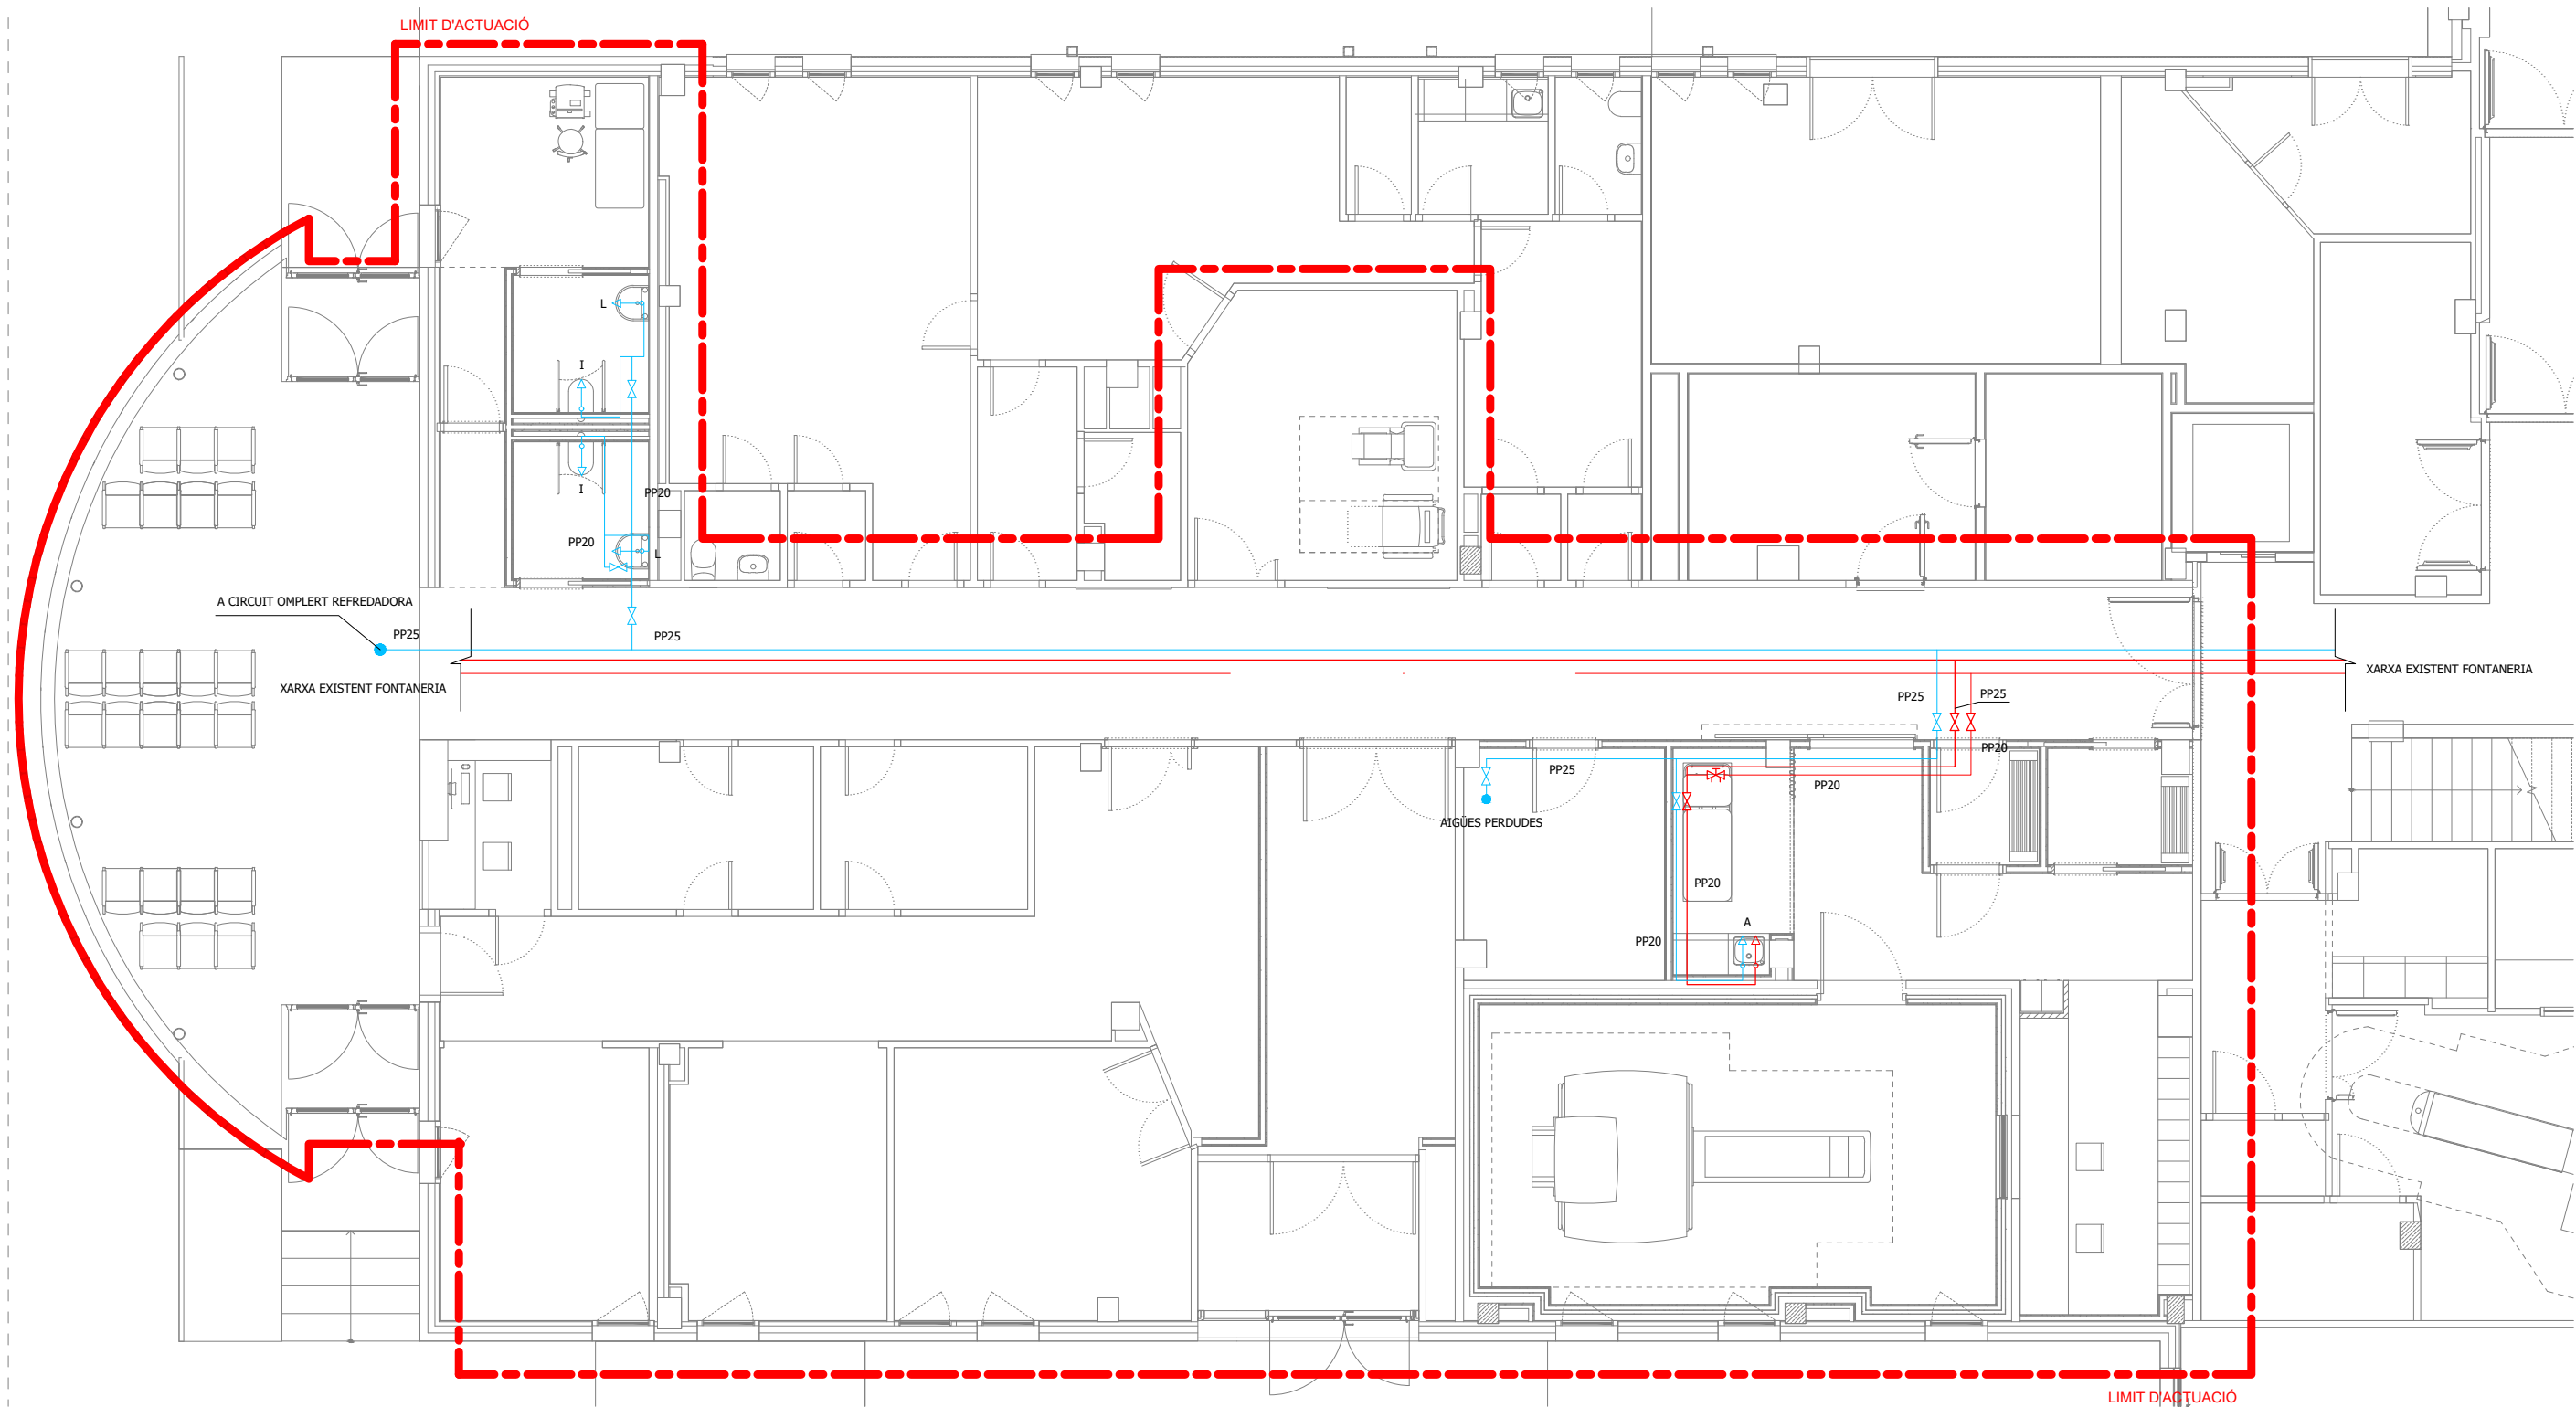 LIMIT D'ACTUACIÓ
L
I
I
PP20
PP20
L
A CIRCUIT OMPLERT REFREDADORA
PP25
PP25
XARXA EXISTENT FONTANERIA
XARXA EXISTENT FONTANERIA
PP25
PP25
PP20
PP25
PP20
AIGÜES PERDUDES
PP20
A
PP20
LIMIT D'ACTUACIÓ